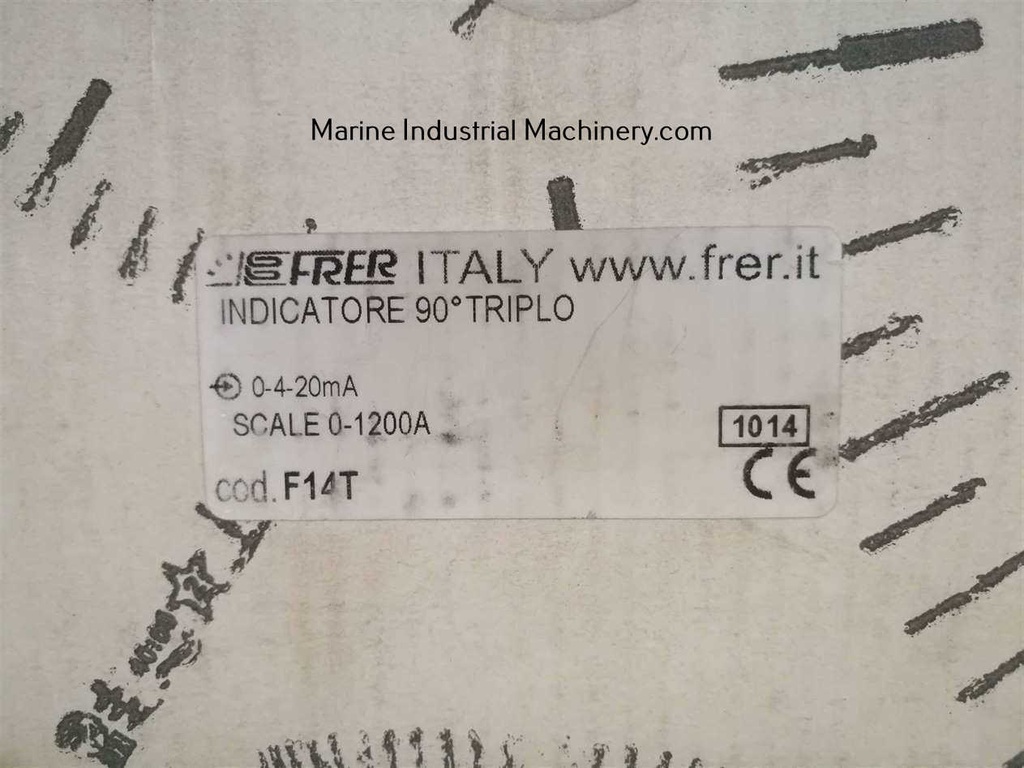 Marine Industrial Machinery.com
FRER ITALY www.frer.it
INDICATORE 90° TRIPLO
0-4-20mA
SCALE 0-1200A
1014
cod. F14T
CE